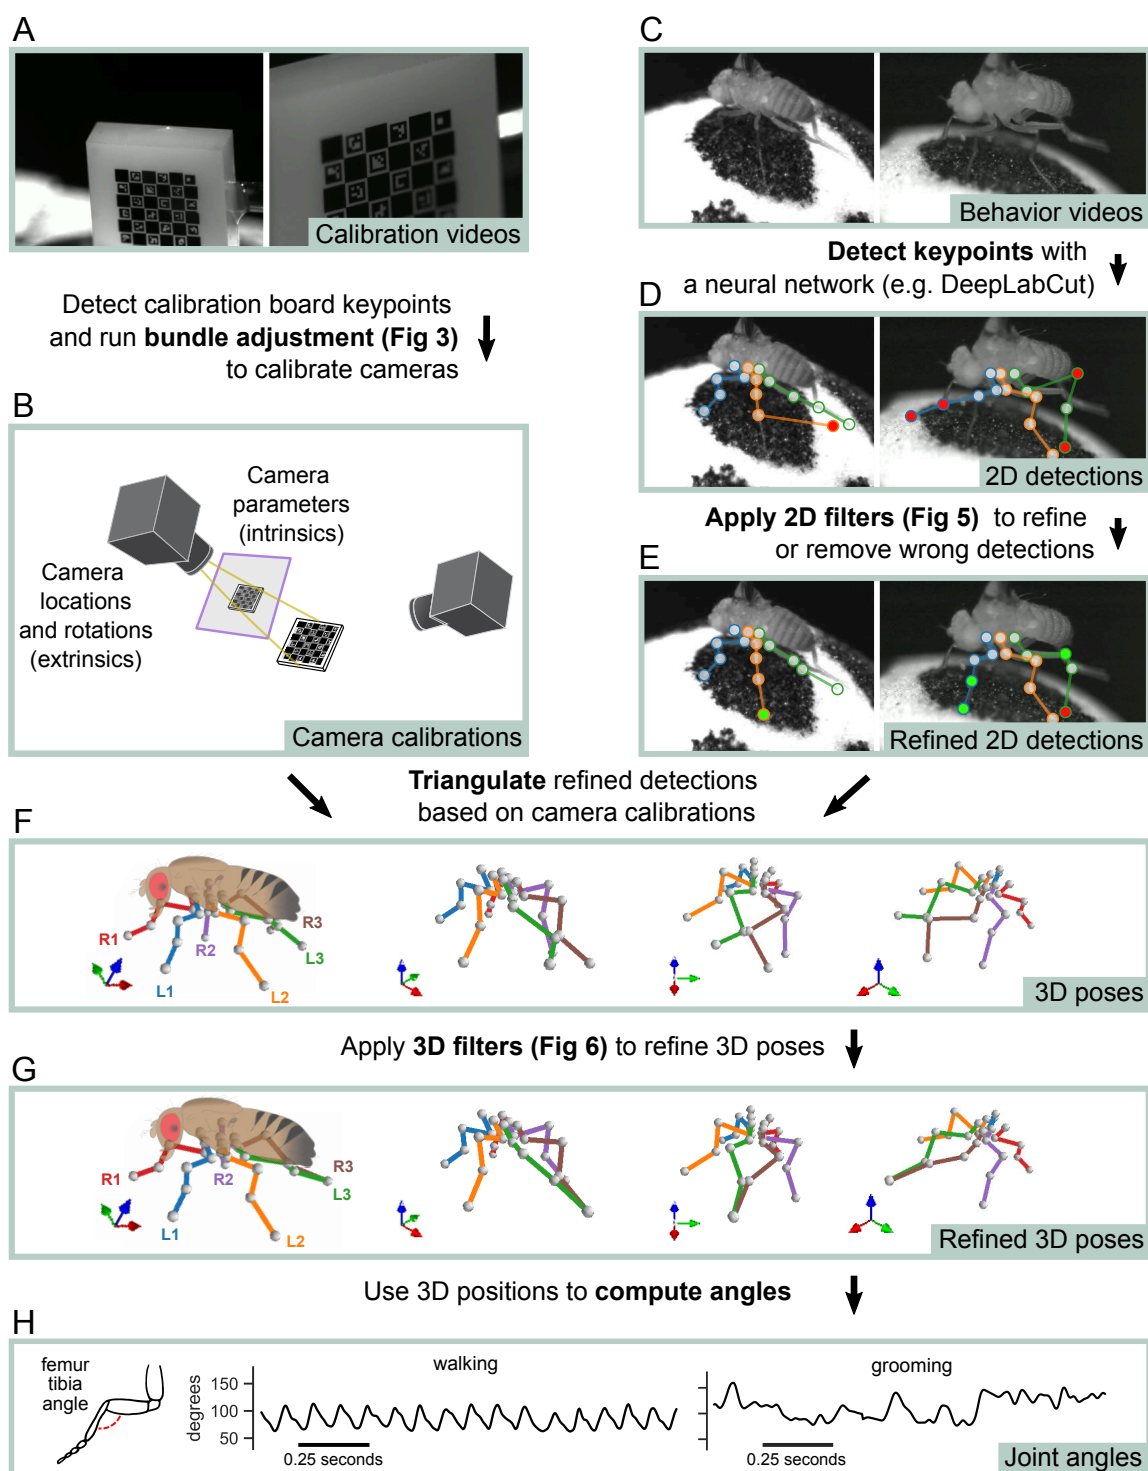 A
Calibration videos
Detect calibration board keypoints
and run bundle adjustment (Fig 3)
to calibrate cameras
B
Camera
parameters
(intrinsics)
Camera
locations
and rotations
(extrinsics)
Camera calibrations
C
Behavior videos
Detect keypoints with
a neural network (e.g. DeepLabCut)
D
2D detections
Apply 2D filters (Fig 5) to refine
or remove wrong detections
E
Refined 2D detections
Triangulate refined detections
based on camera calibrations
F
R1
L1
R2
L2
R3
L3
3D poses
Apply 3D filters (Fig 6) to refine 3D poses
G
R1
L1
R2
L2
R3
L3
Refined 3D poses
Use 3D positions to compute angles
H
femur
tibia
angle
degrees
150
100
50
walking
0.25 seconds
grooming
0.25 seconds
Joint angles